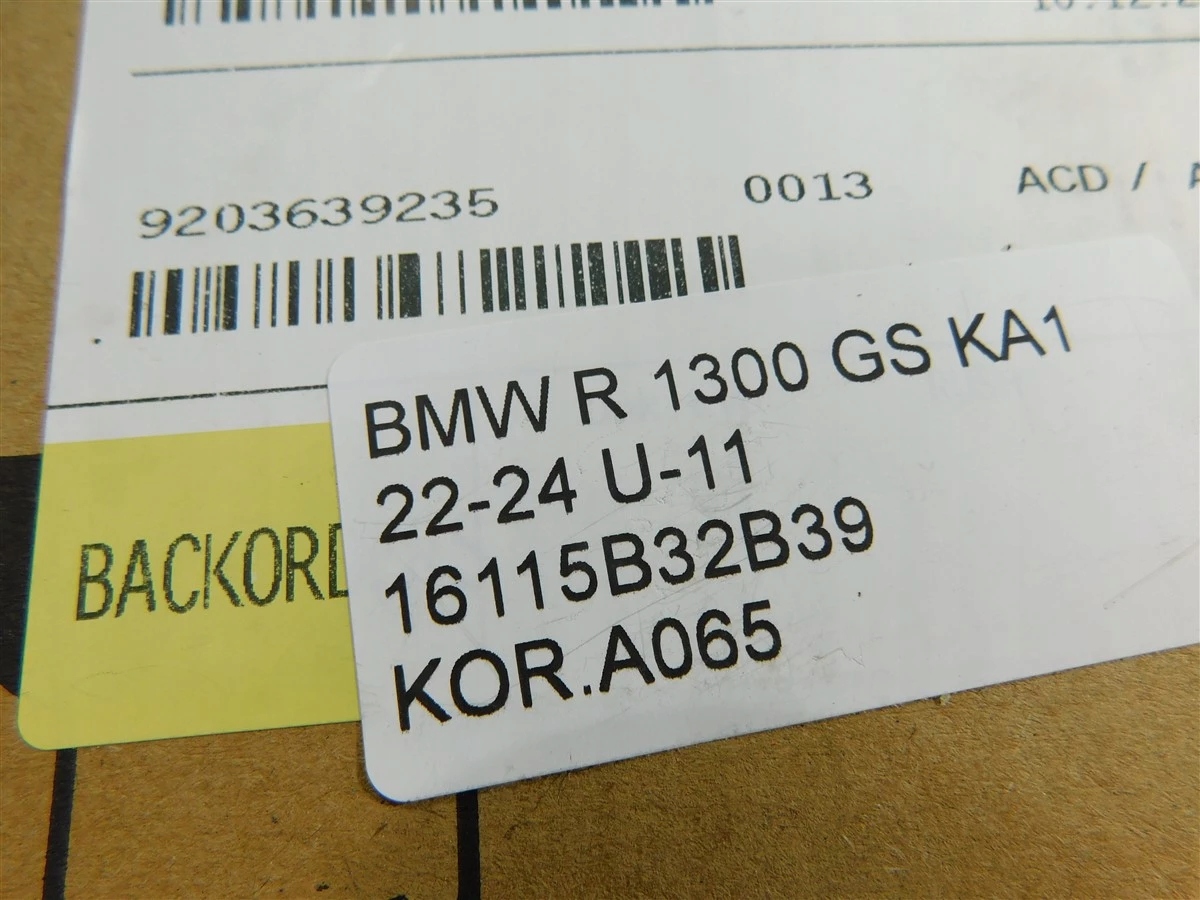 9203639235 0013 ACD /
BMW R 1300 GS KA1
22-24 U-11
16115B32B39
KOR.A065
BACKORD